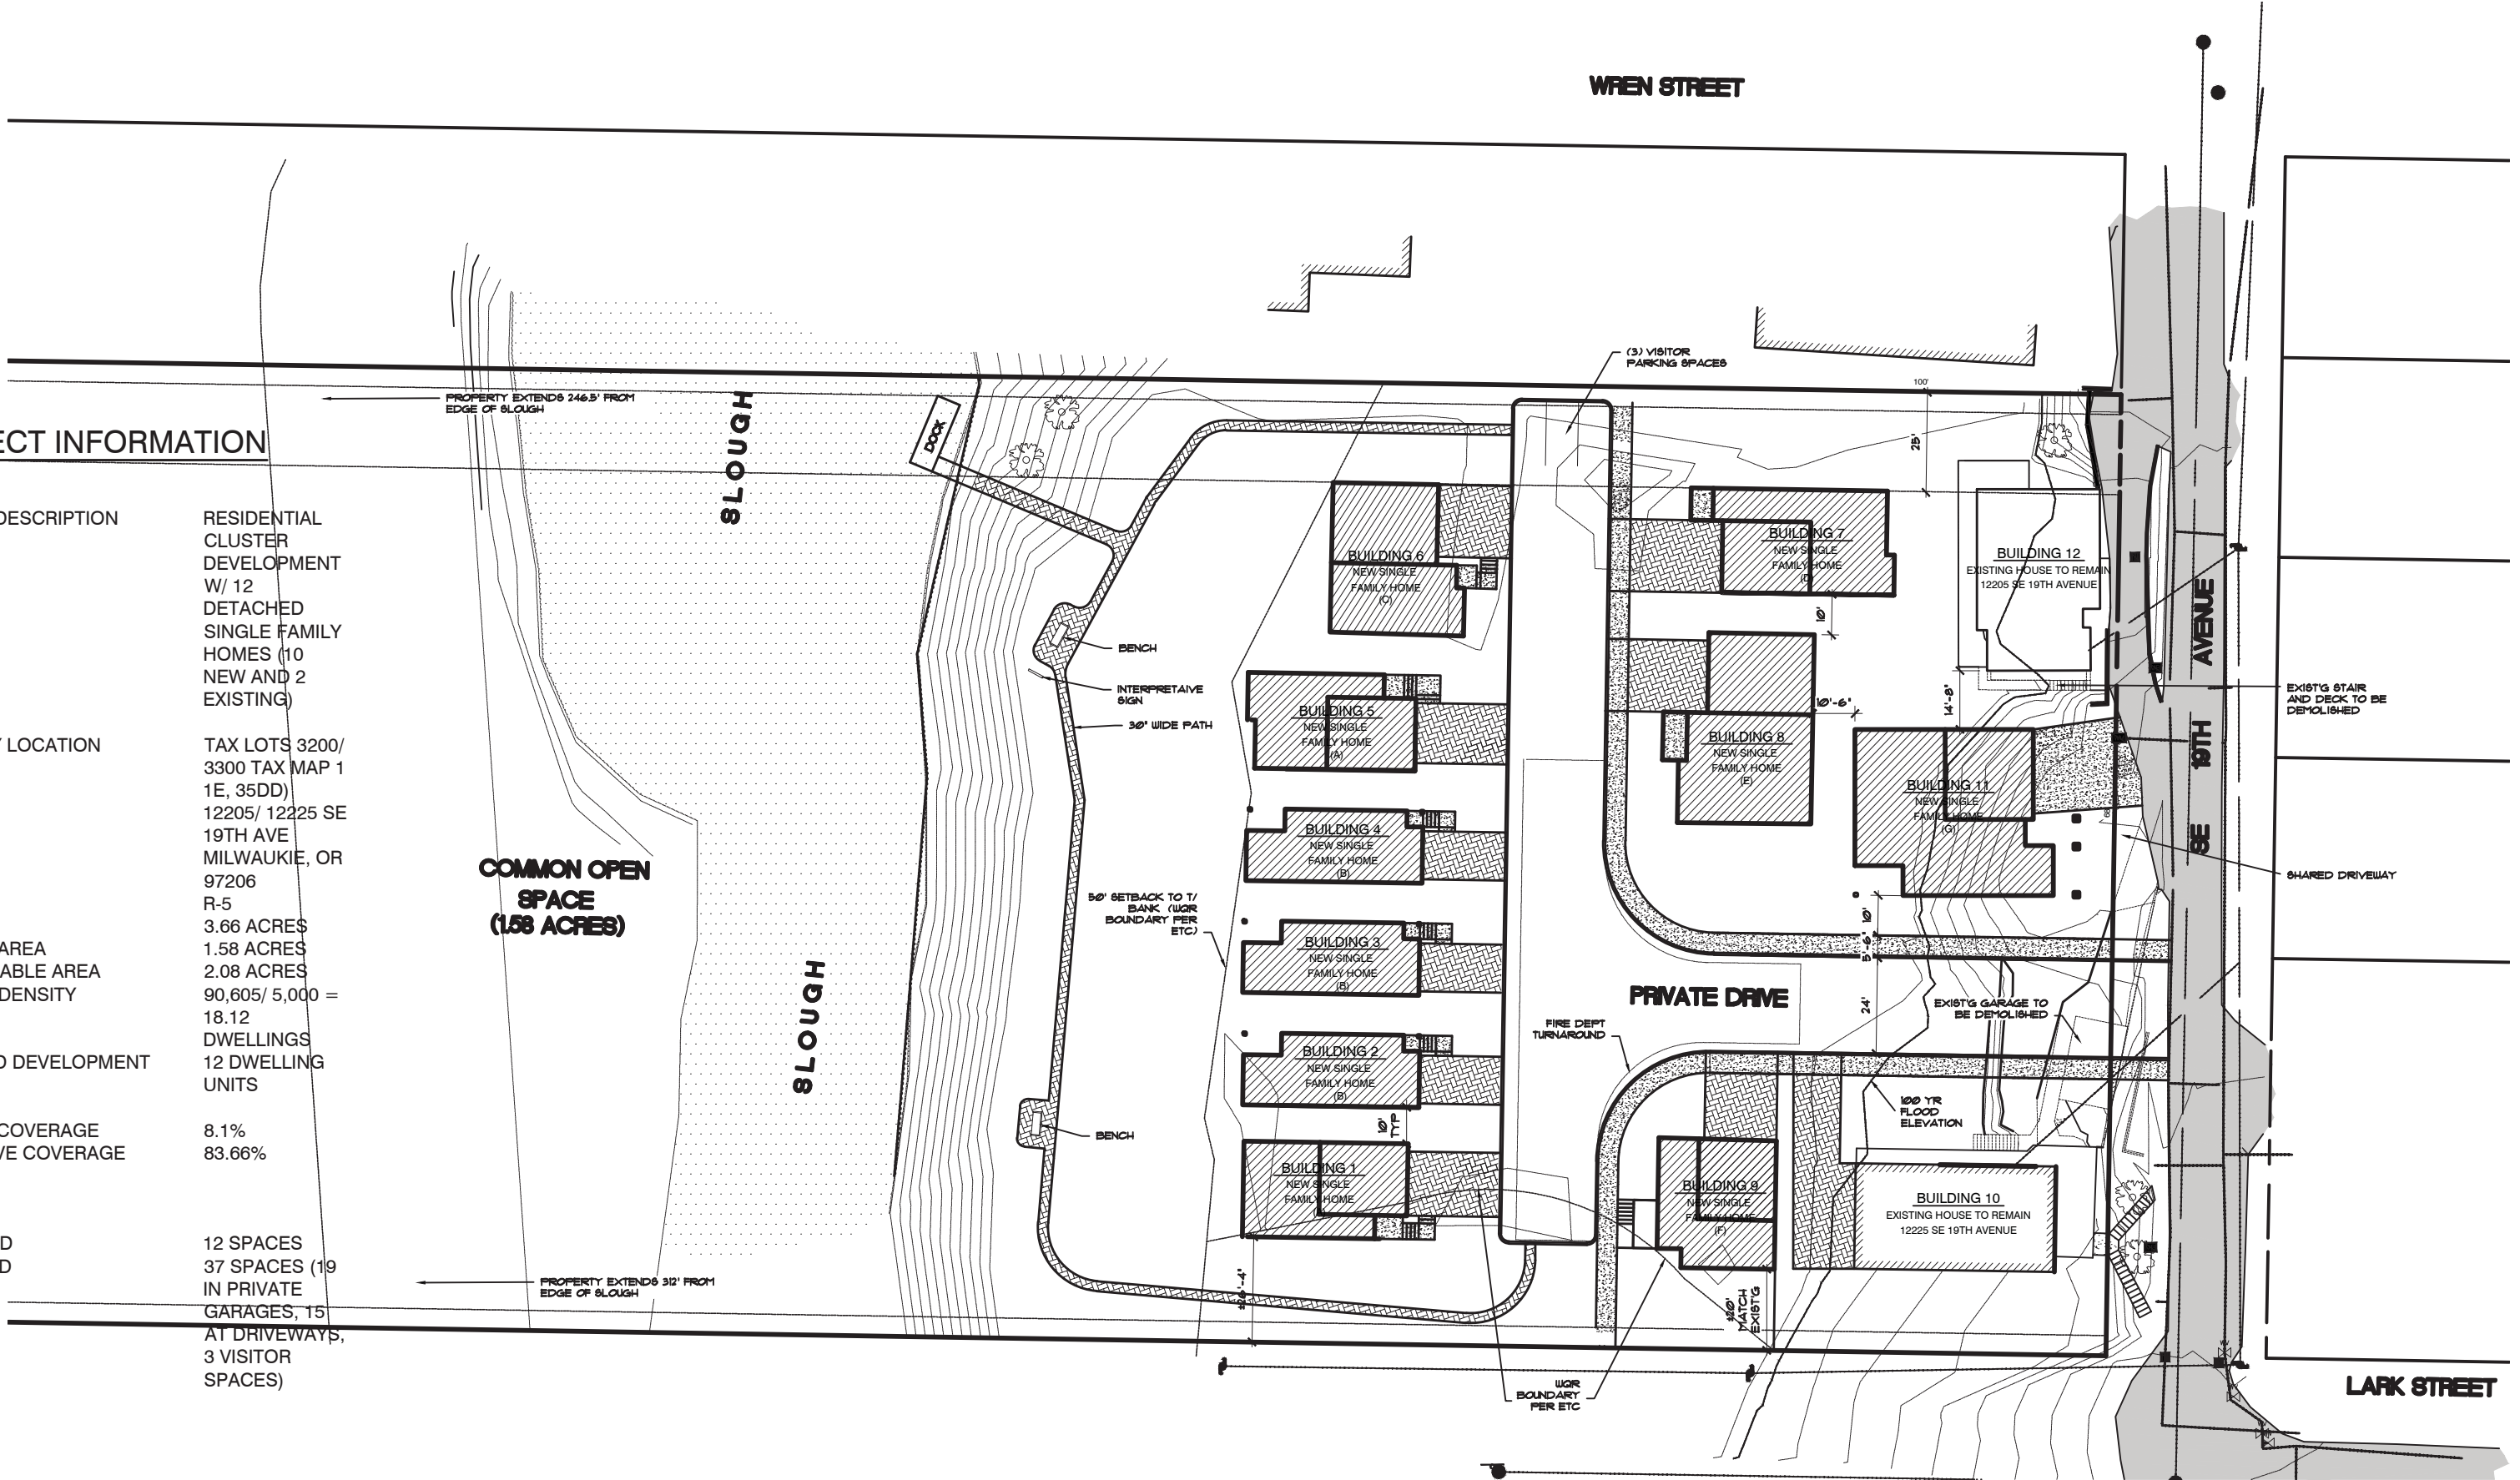 WREN STREET
(3) VISITOR
PARKING SPACES
100'
25'
PROPERTY EXTENDS 246.5' FROM
EDGE OF SLOUGH
SLOUGH
DOCK
ECT INFORMATION
DESCRIPTION
RESIDENTIAL
CLUSTER
DEVELOPMENT
W/ 12
DETACHED
SINGLE FAMILY
HOMES (10
NEW AND 2
EXISTING)
Y LOCATION
TAX LOTS 3200/
3300 TAX MAP 1
1E, 35DD)
12205/ 12225 SE
19TH AVE
MILWAUKIE, OR
97206
R-5
3.66 ACRES
AREA
1.58 ACRES
ABLE AREA
2.08 ACRES
DENSITY
90,605/ 5,000 =
18.12
DWELLINGS
D DEVELOPMENT
12 DWELLING
UNITS
COVERAGE
8.1%
VE COVERAGE
83.66%
D
12 SPACES
D
37 SPACES (19
IN PRIVATE
GARAGES, 15
AT DRIVEWAYS,
3 VISITOR
SPACES)
COMMON OPEN
SPACE
(1.58 ACRES)
SLOUGH
PROPERTY EXTENDS 312' FROM
EDGE OF SLOUGH
BENCH
INTERPRETAIVE
SIGN
30" WIDE PATH
50' SETBACK TO T/
BANK (WQR
BOUNDARY PER
ETC)
BENCH
BUILDING 6
NEW SINGLE
FAMILY HOME
(C)
BUILDING 5
NEW SINGLE
FAMILY HOME
(A)
BUILDING 4
NEW SINGLE
FAMILY HOME
(B)
BUILDING 3
NEW SINGLE
FAMILY HOME
(B)
BUILDING 2
NEW SINGLE
FAMILY HOME
(B)
10'
TYP
BUILDING 1
NEW SINGLE
FAMILY HOME
±26'-4"
BUILDING 7
NEW SINGLE
FAMILY HOME
(D)
10'
BUILDING 8
NEW SINGLE
FAMILY HOME
(E)
10'-6"
14'-8"
BUILDING 12
EXISTING HOUSE TO REMAIN
12205 SE 19TH AVENUE
BUILDING 11
NEW SINGLE
FAMILY HOME
(G)
10'
5'-6"
24'
PRIVATE DRIVE
FIRE DEPT
TURNAROUND
EXIST'G GARAGE TO
BE DEMOLISHED
100 YR
FLOOD
ELEVATION
BUILDING 9
NEW SINGLE
FAMILY HOME
(F)
BUILDING 10
EXISTING HOUSE TO REMAIN
12225 SE 19TH AVENUE
±20'
MATCH
EXIST'G
WQR
BOUNDARY
PER ETC
SE 19TH AVENUE
EXIST'G STAIR
AND DECK TO BE
DEMOLISHED
SHARED DRIVEWAY
LARK STREET